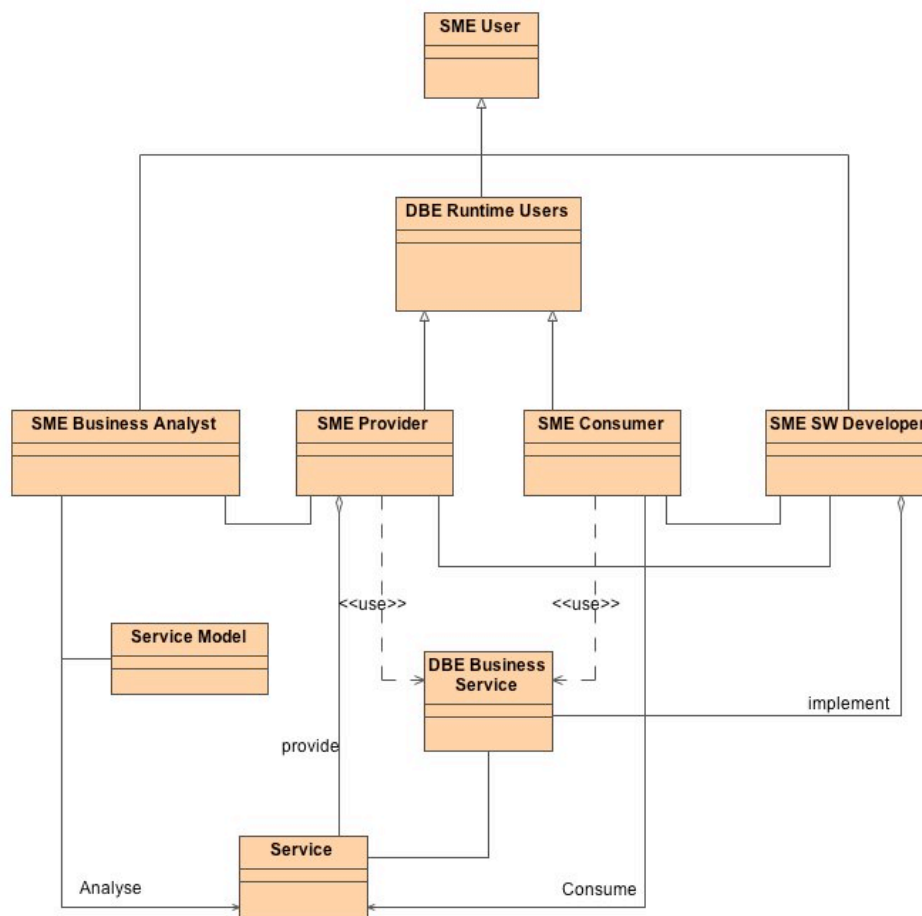 SME User
DBE Runtime Users
SME Business Analyst
SME Provider
SME Consumer
SME SW Developer
<<use>>
<<use>>
Service Model
DBE Business
Service
implement
provide
Service
Analyse
Consume